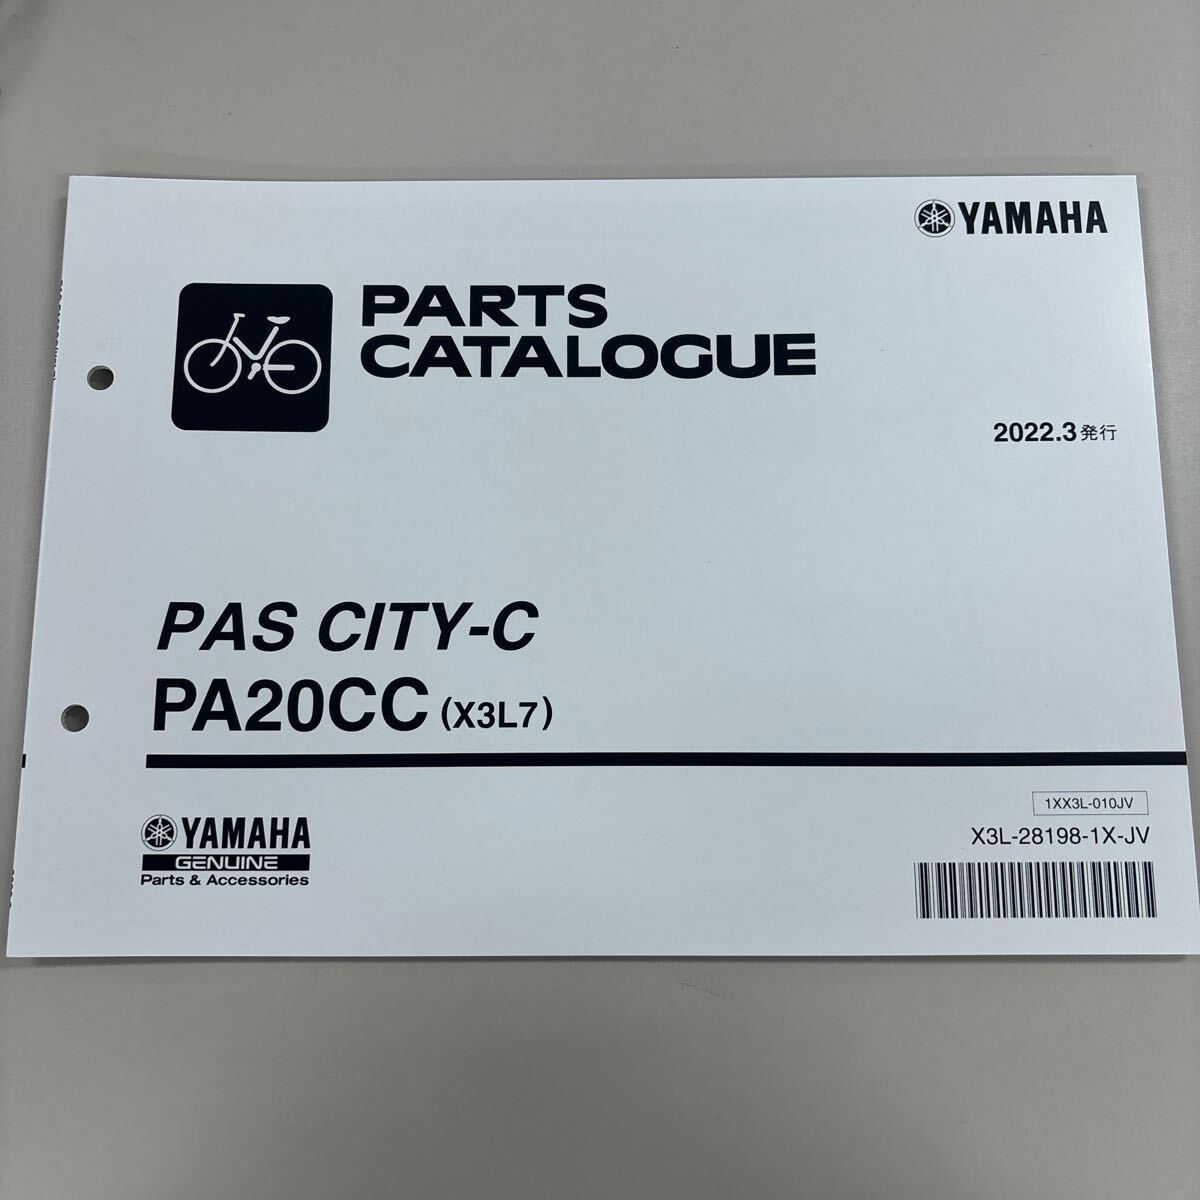 YAMAHA
PARTS
CATALOGUE
2022.3発行
PAS CITY-C
PA20CC (X3L7)
YAMAHA
GENUINE
Parts & Accessories
1XX3L-010JV
X3L-28198-1X-JV